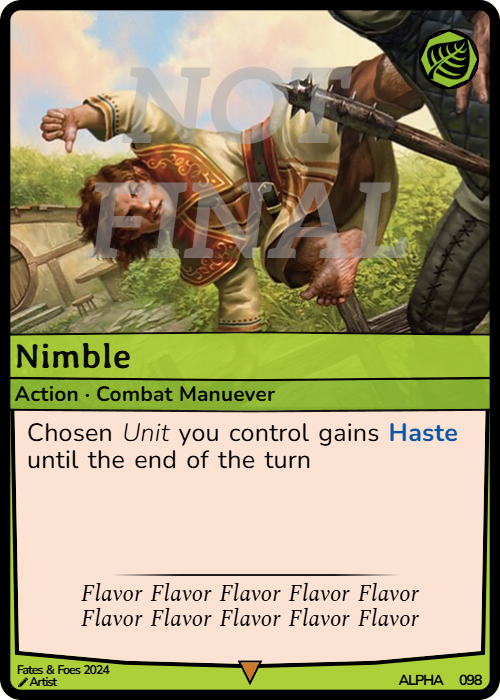 NOT
FINAL
Nimble
Action · Combat Manuever
Chosen Unit you control gains Haste
until the end of the turn
Flavor Flavor Flavor Flavor Flavor
Flavor Flavor Flavor Flavor Flavor
Fates & Foes 2024
Artist
ALPHA 098